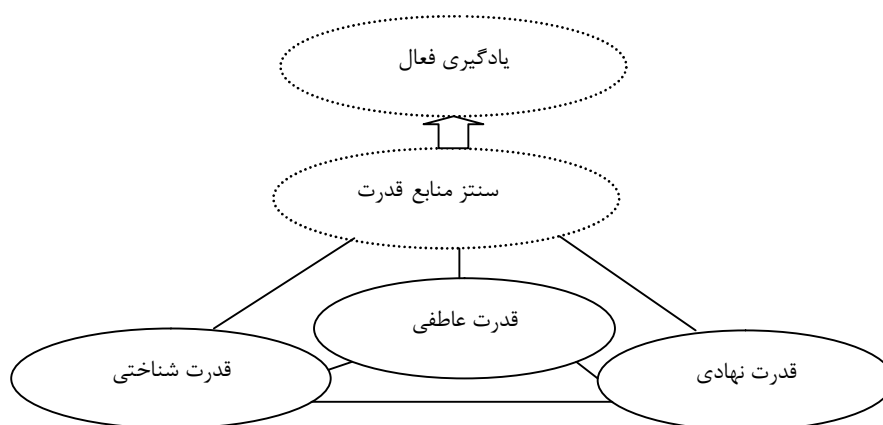 یادگیری فعال
سنتز منابع قدرت
قدرت عاطفی
قدرت نهادی
قدرت شناختی